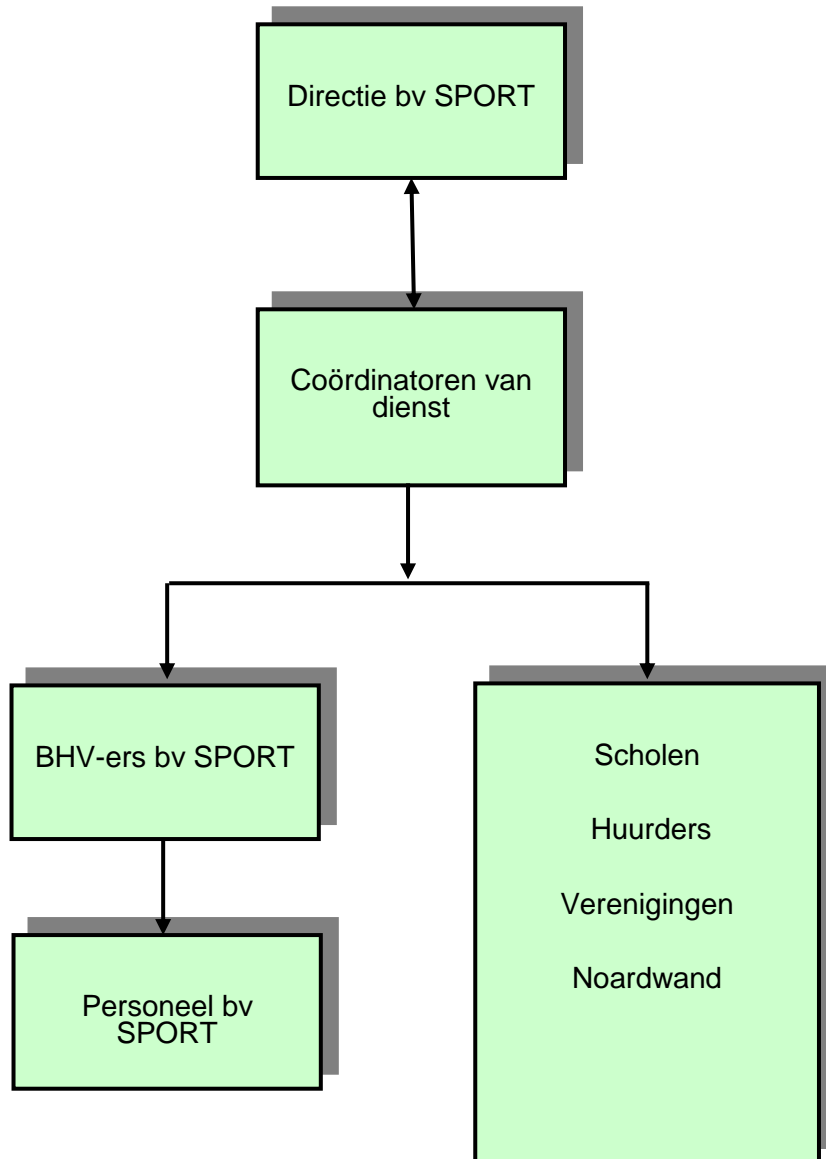 Directie bv SPORT
Coördinatoren van
dienst
BHV-ers bv SPORT
Personeel bv
SPORT
Scholen
Huurders
Verenigingen
Noardwand